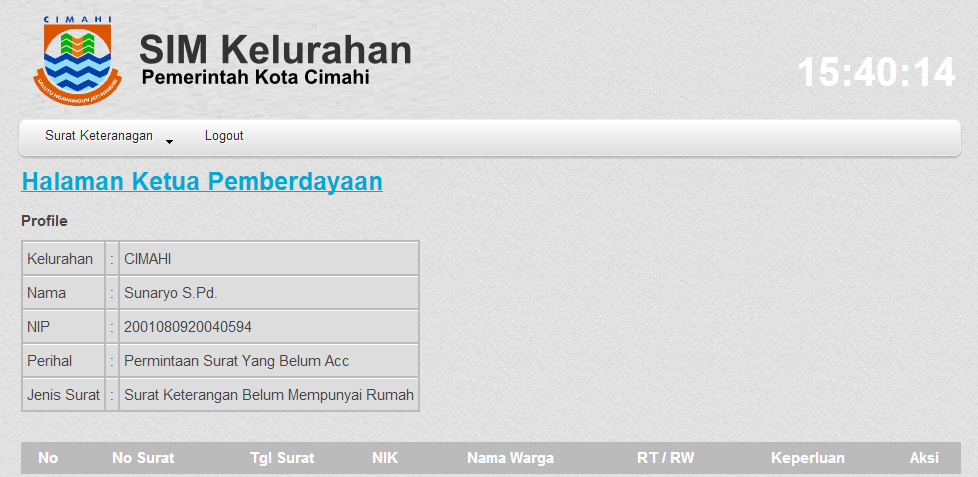 CIMAHI
SIM Kelurahan
Pemerintah Kota Cimahi
15:40:14
Surat Keteranagan Logout
Halaman Ketua Pemberdayaan
Profile
Kelurahan : CIMAHI
Nama : Sunaryo S.Pd.
NIP : 2001080920040594
Perihal : Permintaan Surat Yang Belum Acc
Jenis Surat : Surat Keterangan Belum Mempunyai Rumah
No No Surat Tgl Surat NIK Nama Warga RT / RW Keperluan Aksi